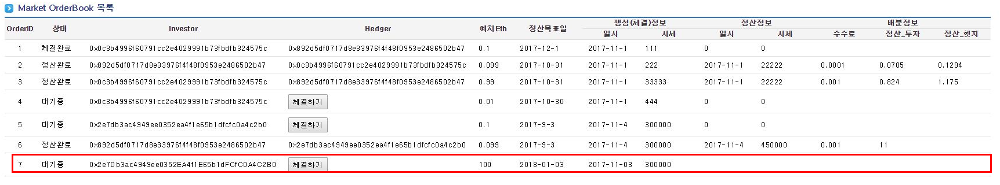 Market OrderBook 목록
OrderID 상태 Investor Hedger 예치Eth 정산목표일 생성(체결)정보 정산정보 배분정보
일시 시세 일시 시세 수수료 정산_투자 정산_헷지
1 체결완료 0x0c3b4996f60791cc2e4029991b73fbdfb324575c 0x892d5df0717d8e33976f4f48f0953e2486502b47 0.1 2017-12-1 2017-11-1 111 0 0
2 정산완료 0x892d5df0717d8e33976f4f48f0953e2486502b47 0x0c3b4996f60791cc2e4029991b73fbdfb324575c 0.099 2017-10-31 2017-11-1 222 2017-11-1 22222 0.0001 0.0705 0.1294
3 정산완료 0x0c3b4996f60791cc2e4029991b73fbdfb324575c 0x892d5df0717d8e33976f4f48f0953e2486502b47 0.99 2017-10-31 2017-11-1 33333 2017-11-1 22222 0.001 0.824 1.175
4 대기중 0x0c3b4996f60791cc2e4029991b73fbdfb324575c 체결하기 0.01 2017-10-30 2017-11-1 444 0 0
5 대기중 0x2e7db3ac4949ee0352ea4f1e65b1dfcfc0a4c2b0 체결하기 0.1 2017-9-3 2017-11-4 300000 0 0
6 정산완료 0x892d5df0717d8e33976f4f48f0953e2486502b47 0x2e7db3ac4949ee0352ea4f1e65b1dfcfc0a4c2b0 0.099 2017-9-3 2017-11-4 300000 2017-11-4 450000 0.001 11
7 대기중 0x2e7Db3ac4949ee0352EA4f1E65b1dFCfC0A4C2B0 체결하기 100 2018-01-03 2017-11-03 300000